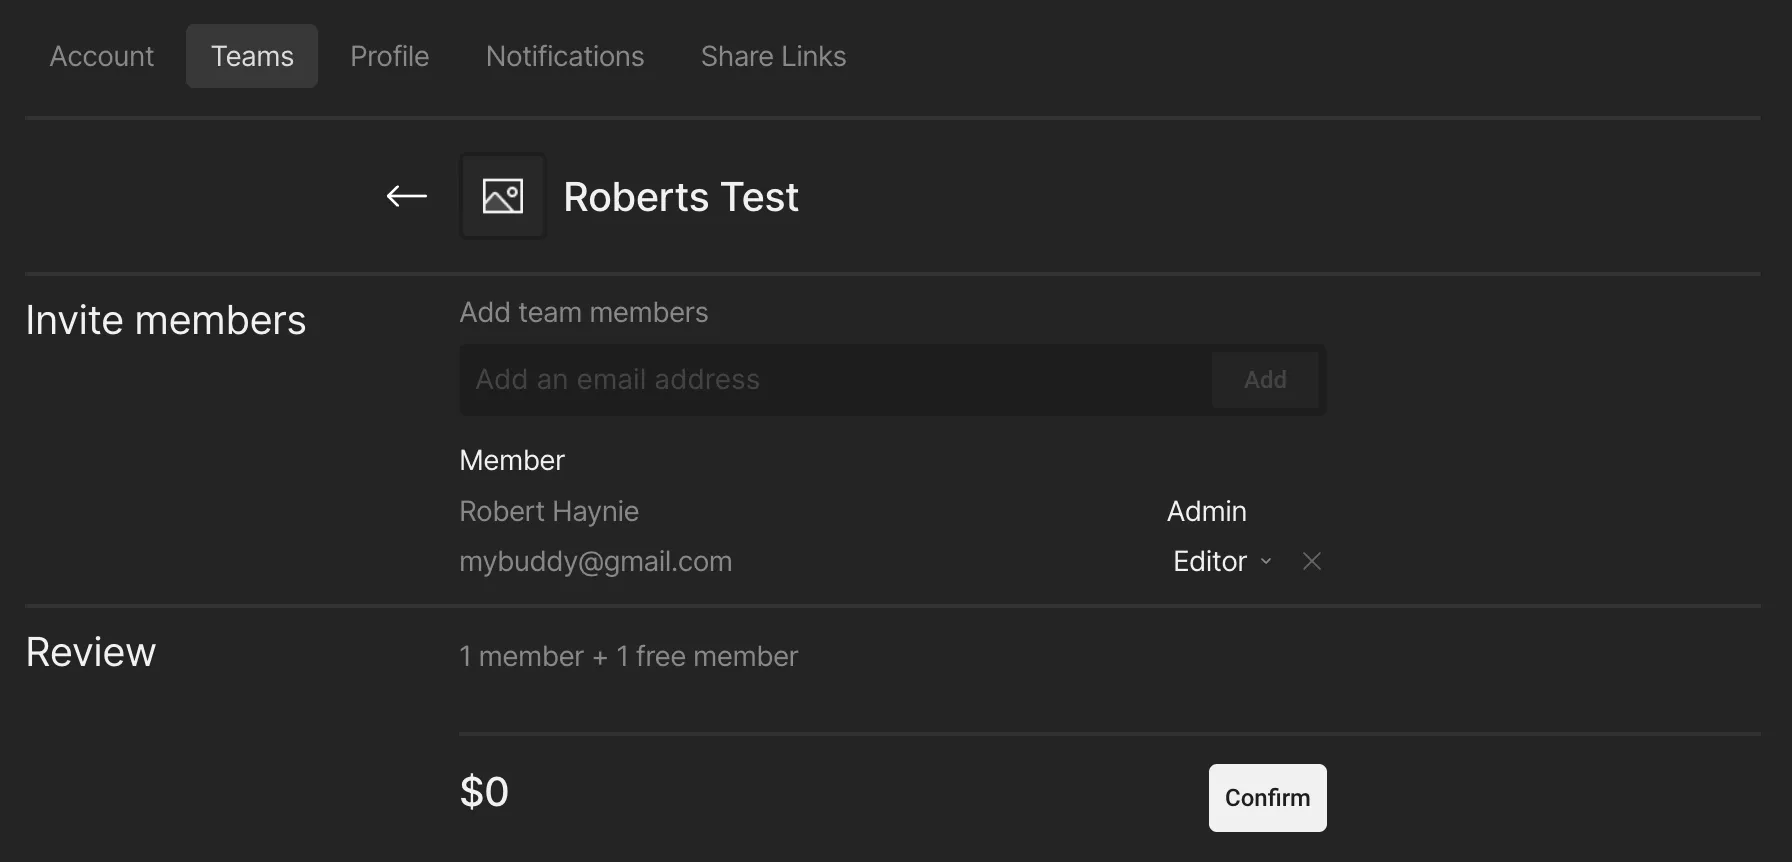 Account Teams Profile Notifications Share Links
Roberts Test
Invite members
Add team members
Add an email address Add
Member
Robert Haynie Admin
mybuddy@gmail.com Editor
Review
1 member + 1 free member
$0 Confirm